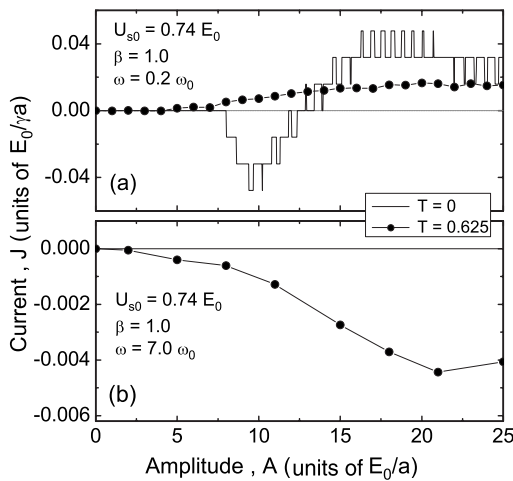 0.04
0.00
-0.04
U_s0 = 0.74 E_0
β = 1.0
ω = 0.2 ω_0
(a)
T = 0
T = 0.625
0.000
-0.002
-0.004
-0.006
U_s0 = 0.74 E_0
β = 1.0
ω = 7.0 ω_0
(b)
0 5 10 15 20 25
Current , J (units of E_0/γa)
Amplitude , A (units of E_0/a)